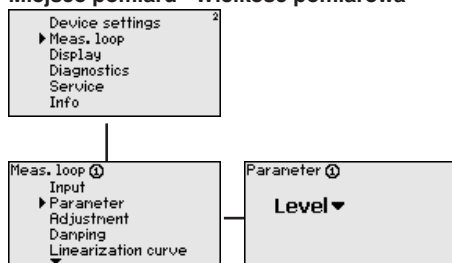 Miejsce pomiaru - Wielkość pomiarowa
Device settings 2
Meas. loop
Display
Diagnostics
Service
Info
Meas. loop ①
Input
Parameter
Adjustment
Damping
Linearization curve
Parameter ①
Level